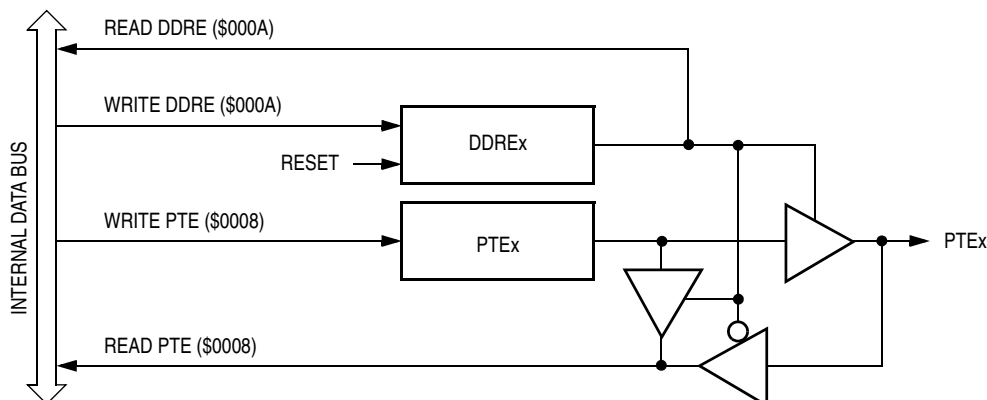 READ DDRE ($000A)
WRITE DDRE ($000A)
DDREx
RESET
INTERNAL DATA BUS
WRITE PTE ($0008)
PTEx
PTEx
READ PTE ($0008)